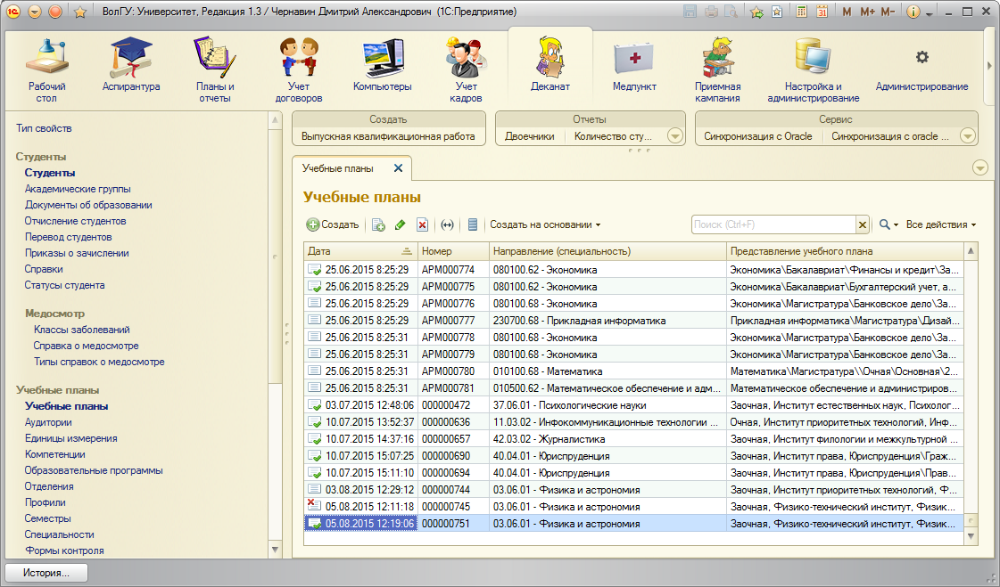 ВолГУ: Университет, Редакция 1.3 / Чернавин Дмитрий Александрович (1С:Предприятие)
M M+ M-
Рабочий стол
Аспирантура
Планы и отчеты
Учет договоров
Компьютеры
Учет кадров
Деканат
Медпункт
Приемная кампания
Настройка и администрирование
Администрирование
Тип свойств
Студенты
Студенты
Академические группы
Документы об образовании
Отчисление студентов
Перевод студентов
Приказы о зачислении
Справки
Статусы студента
Медосмотр
Классы заболеваний
Справка о медосмотре
Типы справок о медосмотре
Учебные планы
Учебные планы
Аудитории
Единицы измерения
Компетенции
Образовательные программы
Отделения
Профили
Семестры
Специальности
Формы контроля
Создать
Выпускная квалификационная работа
Отчеты
Двоечники Количество сту...
Сервис
Синхронизация с Oracle Синхронизация с oracle ...
Учебные планы
Учебные планы
Создать Создать на основании Поиск (Ctrl+F) Все действия
Дата Номер Направление (специальность) Представление учебного плана
25.06.2015 8:25:29 АРМ000774 080100.62 - Экономика Экономика\Бакалавриат\Финансы и кредит\За...
25.06.2015 8:25:29 АРМ000775 080100.62 - Экономика Экономика\Бакалавриат\Бухгалтерский учет, а...
25.06.2015 8:25:29 АРМ000776 080100.68 - Экономика Экономика\Магистратура\Банковское дело\За...
25.06.2015 8:25:29 АРМ000777 230700.68 - Прикладная информатика Прикладная информатика\Магистратура\Дизай...
25.06.2015 8:25:31 АРМ000778 080100.68 - Экономика Экономика\Магистратура\Банковское дело\За...
25.06.2015 8:25:31 АРМ000779 080100.68 - Экономика Экономика\Магистратура\Банковское дело\За...
25.06.2015 8:25:31 АРМ000780 010100.68 - Математика Математика\Магистратура\\Очная\Основная\2...
25.06.2015 8:25:31 АРМ000781 010500.62 - Математическое обеспечение и адм... Математическое обеспечение и администриров...
03.07.2015 12:48:06 000000472 37.06.01 - Психологические науки Заочная, Институт естественных наук, Психолог...
10.07.2015 13:52:37 000000636 11.03.02 - Инфокоммуникационные технологии ... Очная, Институт приоритетных технологий, Инф...
10.07.2015 14:37:16 000000657 42.03.02 - Журналистика Заочная, Институт филологии и межкультурной ...
10.07.2015 15:07:25 000000690 40.04.01 - Юриспруденция Заочная, Институт права, Юриспруденция\Граж...
10.07.2015 15:11:10 000000694 40.04.01 - Юриспруденция Заочная, Институт права, Юриспруденция\Прав...
03.08.2015 12:29:12 000000744 03.06.01 - Физика и астрономия Заочная, Институт приоритетных технологий, Ф...
05.08.2015 12:11:18 000000745 03.06.01 - Физика и астрономия Заочная, Физико-технический институт, Физик...
05.08.2015 12:19:06 000000751 03.06.01 - Физика и астрономия Заочная, Физико-технический институт, Физик...
История...